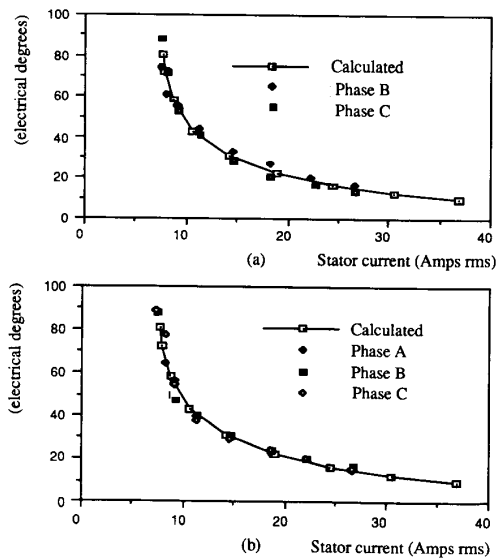 (electrical degrees)
100
80
60
40
20
0
Calculated
Phase B
Phase C
0
10
20
30
40
(a)
Stator current (Amps rms)
(electrical degrees)
100
80
60
40
20
0
Calculated
Phase A
Phase B
Phase C
0
10
20
30
40
(b)
Stator current (Amps rms)